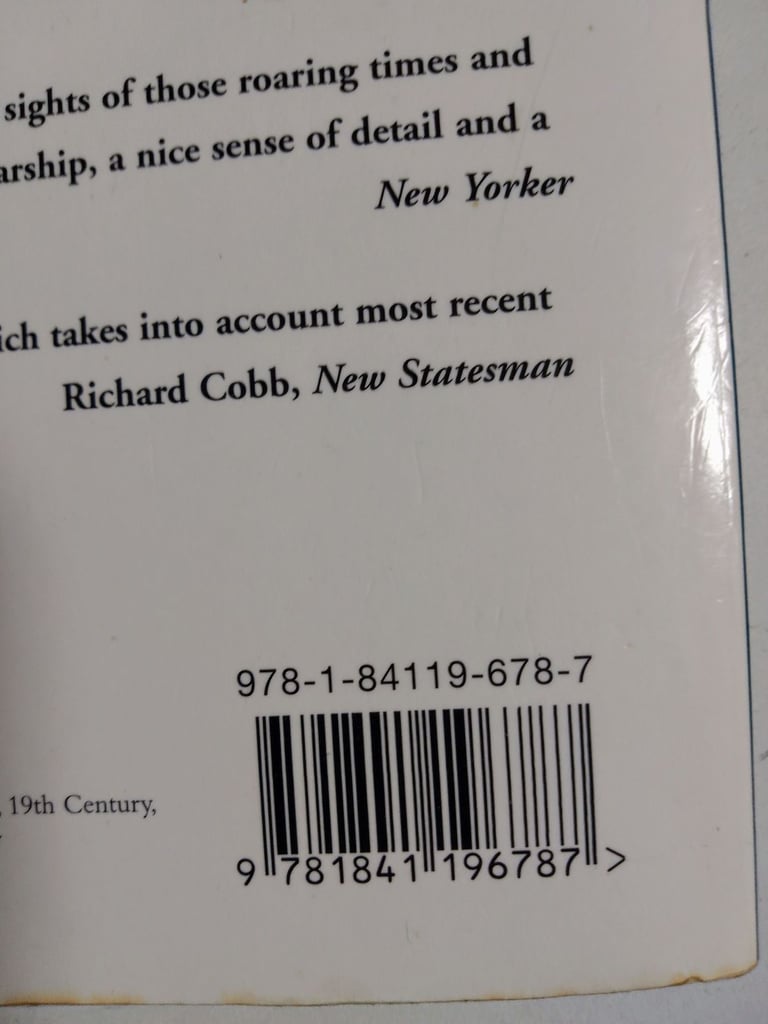 sights of those roaring times and
arship, a nice sense of detail and a
New Yorker
ich takes into account most recent
Richard Cobb, New Statesman
978-1-84119-678-7
19th Century,
9 781841 196787 >